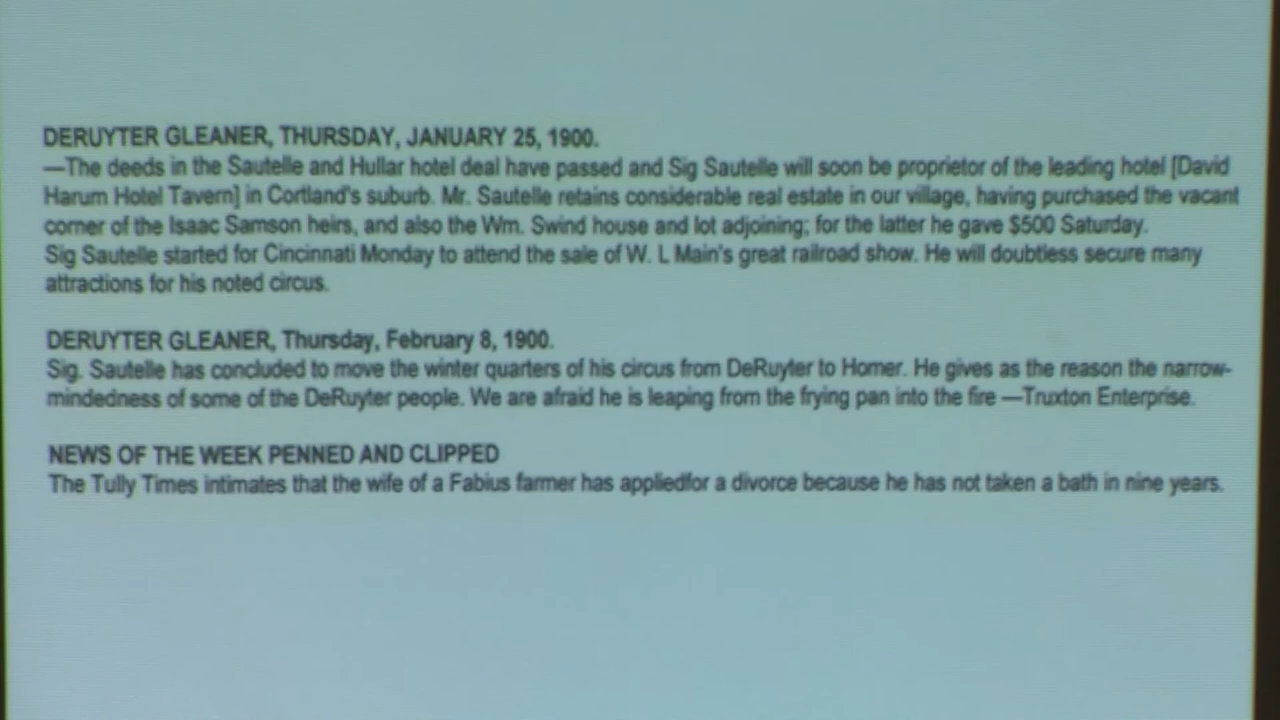 DERUYTER GLEANER, THURSDAY, JANUARY 25, 1900.
—The deeds in the Sautelle and Hullar hotel deal have passed and Sig Sautelle will soon be proprietor of the leading hotel [David
Harum Hotel Tavern] in Cortland's suburb. Mr. Sautelle retains considerable real estate in our village, having purchased the vacant
corner of the Isaac Samson heirs, and also the Wm. Swind house and lot adjoining; for the latter he gave $500 Saturday.
Sig Sautelle started for Cincinnati Monday to attend the sale of W. L Main's great railroad show. He will doubtless secure many
attractions for his noted circus.
DERUYTER GLEANER, Thursday, February 8, 1900.
Sig. Sautelle has concluded to move the winter quarters of his circus from DeRuyter to Homer. He gives as the reason the narrow-
mindedness of some of the DeRuyter people. We are afraid he is leaping from the frying pan into the fire —Truxton Enterprise.
NEWS OF THE WEEK PENNED AND CLIPPED
The Tully Times intimates that the wife of a Fabius farmer has appliedfor a divorce because he has not taken a bath in nine years.